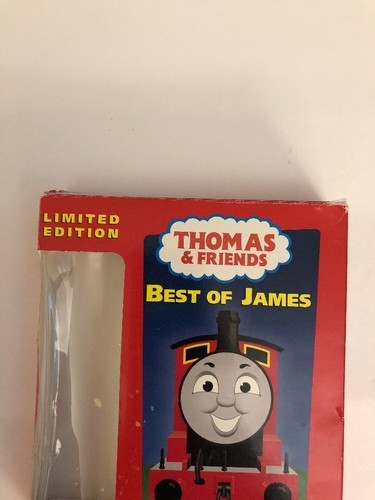 LIMITED
EDITION
THOMAS
& FRIENDS
BEST OF JAMES